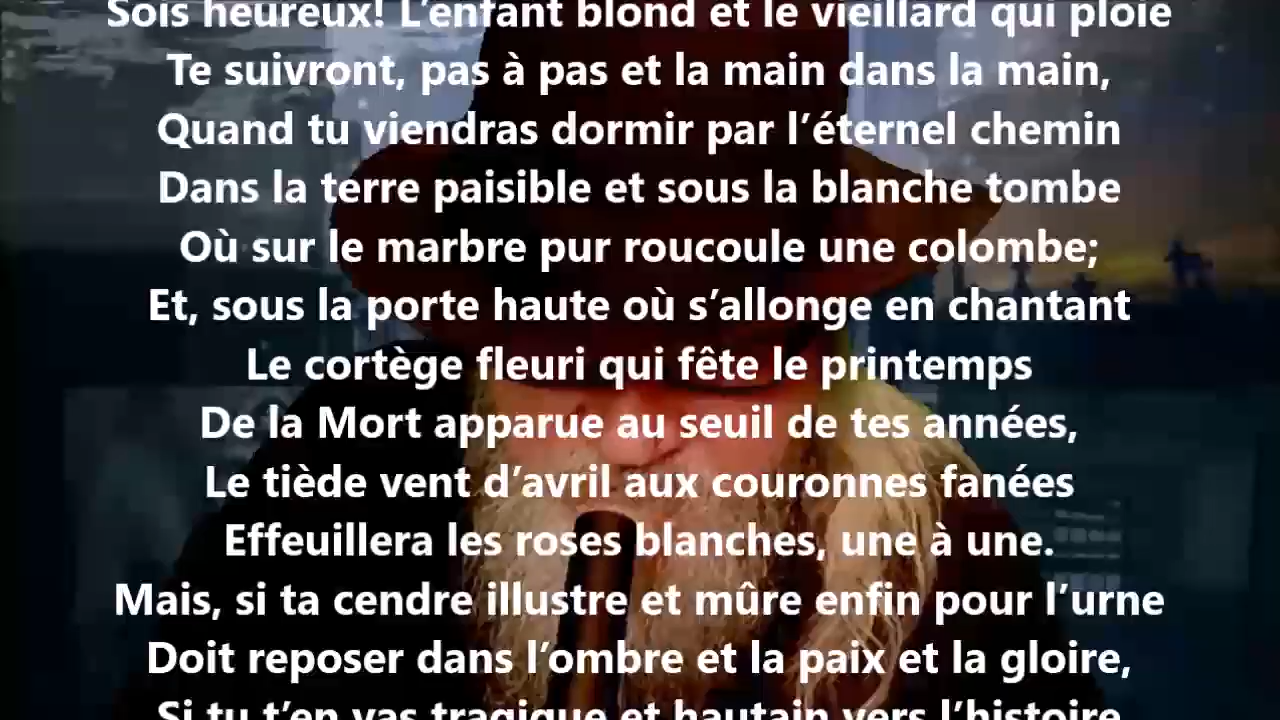 Sois heureux! L’enfant blond et le vieillard qui ploie
Te suivront, pas à pas et la main dans la main,
Quand tu viendras dormir par l’éternel chemin
Dans la terre paisible et sous la blanche tombe
Où sur le marbre pur roucoule une colombe;
Et, sous la porte haute où s’allonge en chantant
Le cortège fleuri qui fête le printemps
De la Mort apparue au seuil de tes années,
Le tiède vent d’avril aux couronnes fanées
Effeuillera les roses blanches, une à une.
Mais, si ta cendre illustre et mûre enfin pour l’urne
Doit reposer dans l’ombre et la paix et la gloire,
Si tu t’en vas tragique et hautain vers l’histoire